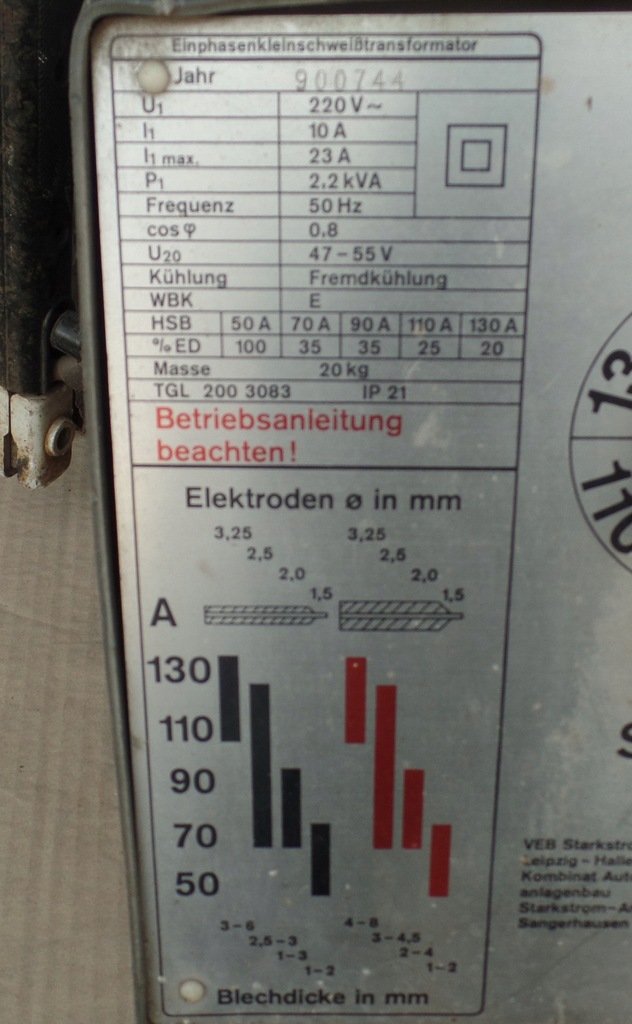 Einphasenkleinschweißtransformator
Jahr 900744
U1 220 V~
I1 10 A
I1 max. 23 A
P1 2,2 kVA
Frequenz 50 Hz
cos φ 0,8
U20 47 – 55 V
Kühlung Fremdkühlung
WBK E
HSB 50 A 70 A 90 A 110 A 130 A
% ED 100 35 35 25 20
Masse 20 kg
TGL 200 3083 IP 21
Betriebsanleitung
beachten!
Elektroden ø in mm
3,25 3,25
2,5 2,5
2,0 2,0
1,5 1,5
A
130
110
90
70
50
3–6 4–8
2,5–3 3–4,5
1–3 2–4
1–2 1–2
Blechdicke in mm
110
VEB
Leipzig – Halle
Kombinat
anlagenbau
Sangerhausen